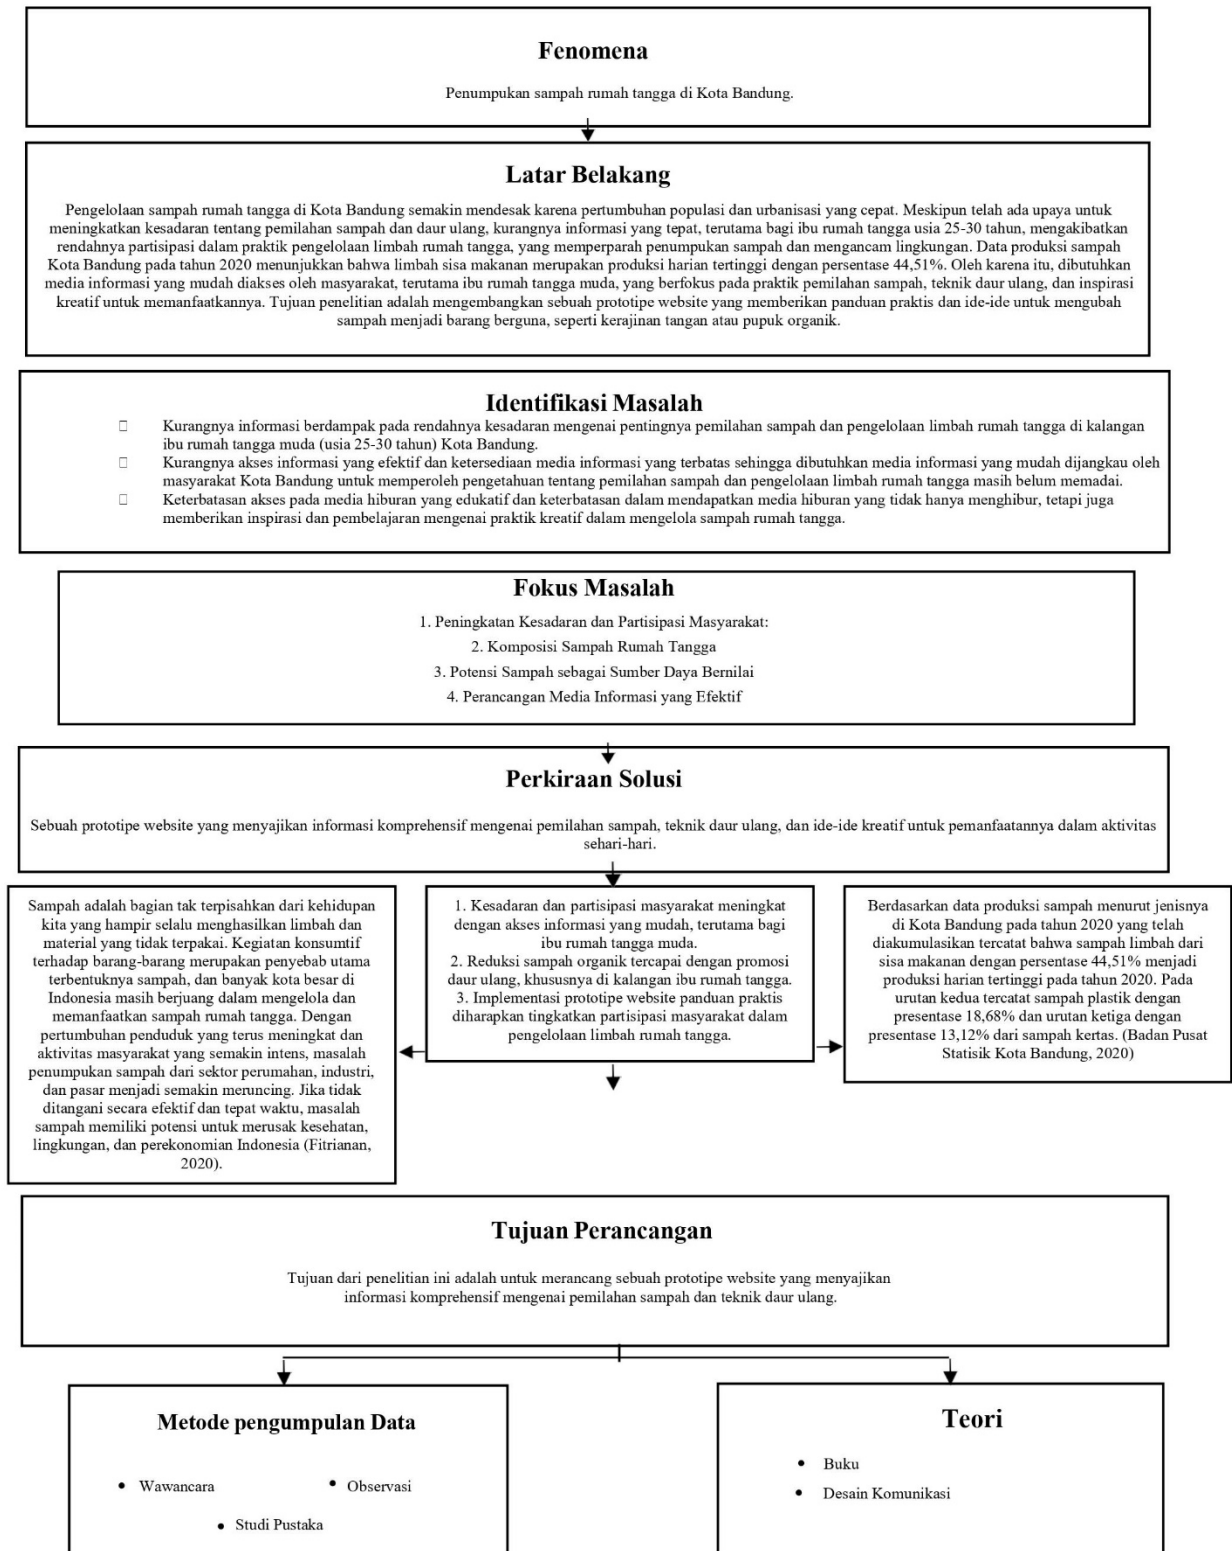 Fenomena
Penumpukan sampah rumah tangga di Kota Bandung.
Latar Belakang
Pengelolaan sampah rumah tangga di Kota Bandung semakin mendesak karena pertumbuhan populasi dan urbanisasi yang cepat. Meskipun telah ada upaya untuk
meningkatkan kesadaran tentang pemilahan sampah dan daur ulang, kurangnya informasi yang tepat, terutama bagi ibu rumah tangga usia 25-30 tahun, mengakibatkan
rendahnya partisipasi dalam praktik pengelolaan limbah rumah tangga, yang memperparah penumpukan sampah dan mengancam lingkungan. Data produksi sampah
Kota Bandung pada tahun 2020 menunjukkan bahwa limbah sisa makanan merupakan produksi harian tertinggi dengan persentase 44,51%. Oleh karena itu, dibutuhkan
media informasi yang mudah diakses oleh masyarakat, terutama ibu rumah tangga muda, yang berfokus pada praktik pemilahan sampah, teknik daur ulang, dan inspirasi
kreatif untuk memanfaatkannya. Tujuan penelitian adalah mengembangkan sebuah prototipe website yang memberikan panduan praktis dan ide-ide untuk mengubah
sampah menjadi barang berguna, seperti kerajinan tangan atau pupuk organik.
Identifikasi Masalah
Kurangnya informasi berdampak pada rendahnya kesadaran mengenai pentingnya pemilahan sampah dan pengelolaan limbah rumah tangga di kalangan
ibu rumah tangga muda (usia 25-30 tahun) Kota Bandung.
Kurangnya akses informasi yang efektif dan ketersediaan media informasi yang terbatas sehingga dibutuhkan media informasi yang mudah dijangkau oleh
masyarakat Kota Bandung untuk memperoleh pengetahuan tentang pemilahan sampah dan pengelolaan limbah rumah tangga masih belum memadai.
Keterbatasan akses pada media hiburan yang edukatif dan keterbatasan dalam mendapatkan media hiburan yang tidak hanya menghibur, tetapi juga
memberikan inspirasi dan pembelajaran mengenai praktik kreatif dalam mengelola sampah rumah tangga.
Fokus Masalah
1. Peningkatan Kesadaran dan Partisipasi Masyarakat:
2. Komposisi Sampah Rumah Tangga
3. Potensi Sampah sebagai Sumber Daya Bernilai
4. Perancangan Media Informasi yang Efektif
Perkiraan Solusi
Sebuah prototipe website yang menyajikan informasi komprehensif mengenai pemilahan sampah, teknik daur ulang, dan ide-ide kreatif untuk pemanfaatannya dalam aktivitas
sehari-hari.
Sampah adalah bagian tak terpisahkan dari kehidupan
kita yang hampir selalu menghasilkan limbah dan
material yang tidak terpakai. Kegiatan konsumtif
terhadap barang-barang merupakan penyebab utama
terbentuknya sampah, dan banyak kota besar di
Indonesia masih berjuang dalam mengelola dan
memanfaatkan sampah rumah tangga. Dengan
pertumbuhan penduduk yang terus meningkat dan
aktivitas masyarakat yang semakin intens, masalah
penumpukan sampah dari sektor perumahan, industri,
dan pasar menjadi semakin meruncing. Jika tidak
ditangani secara efektif dan tepat waktu, masalah
sampah memiliki potensi untuk merusak kesehatan,
lingkungan, dan perekonomian Indonesia (Fitrianan,
2020).
1. Kesadaran dan partisipasi masyarakat meningkat
dengan akses informasi yang mudah, terutama bagi
ibu rumah tangga muda.
2. Reduksi sampah organik tercapai dengan promosi
daur ulang, khususnya di kalangan ibu rumah tangga.
3. Implementasi prototipe website panduan praktis
diharapkan tingkatkan partisipasi masyarakat dalam
pengelolaan limbah rumah tangga.
Berdasarkan data produksi sampah menurut jenisnya
di Kota Bandung pada tahun 2020 yang telah
diakumulasikan tercatat bahwa sampah limbah dari
sisa makanan dengan persentase 44,51% menjadi
produksi harian tertinggi pada tahun 2020. Pada
urutan kedua tercatat sampah plastik dengan
presentase 18,68% dan urutan ketiga dengan
presentase 13,12% dari sampah kertas. (Badan Pusat
Statisik Kota Bandung, 2020)
Tujuan Perancangan
Tujuan dari penelitian ini adalah untuk merancang sebuah prototipe website yang menyajikan
informasi komprehensif mengenai pemilahan sampah dan teknik daur ulang.
Metode pengumpulan Data
• Wawancara • Observasi
• Studi Pustaka
Teori
• Buku
• Desain Komunikasi